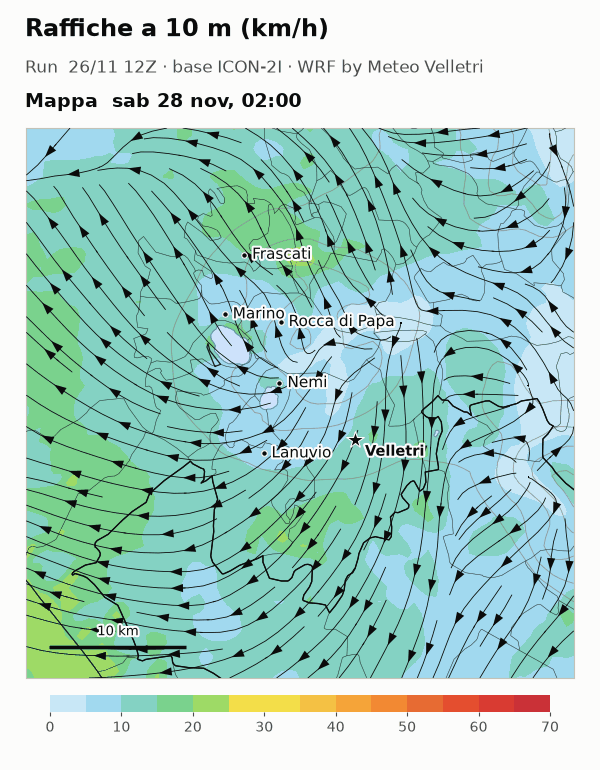 Raffiche a 10 m (km/h)
Run  26/11 12Z · base ICON-2I · WRF by Meteo Velletri
Mappa  sab 28 nov, 02:00
Frascati
Marino
Rocca di Papa
Nemi
Velletri
Lanuvio
10 km
0 10 20 30 40 50 60 70